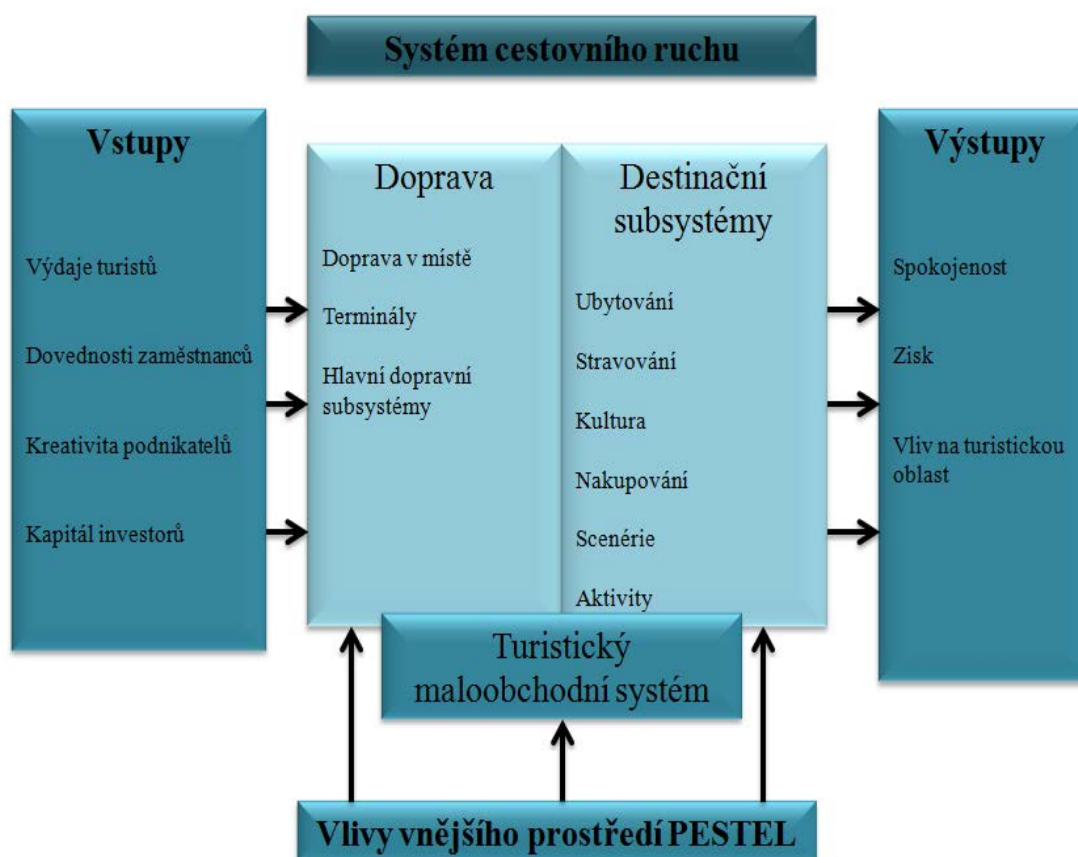 Systém cestovního ruchu
Vstupy
Výdaje turistů
Dovednosti zaměstnanců
Kreativita podnikatelů
Kapitál investorů
Doprava
Doprava v místě
Terminály
Hlavní dopravní
subsystémy
Destinační
subsystémy
Ubytování
Stravování
Kultura
Nakupování
Scenérie
Aktivity
Výstupy
Spokojenost
Zisk
Vliv na turistickou
oblast
Turistický
maloobchodní systém
Vlivy vnějšího prostředí PESTEL